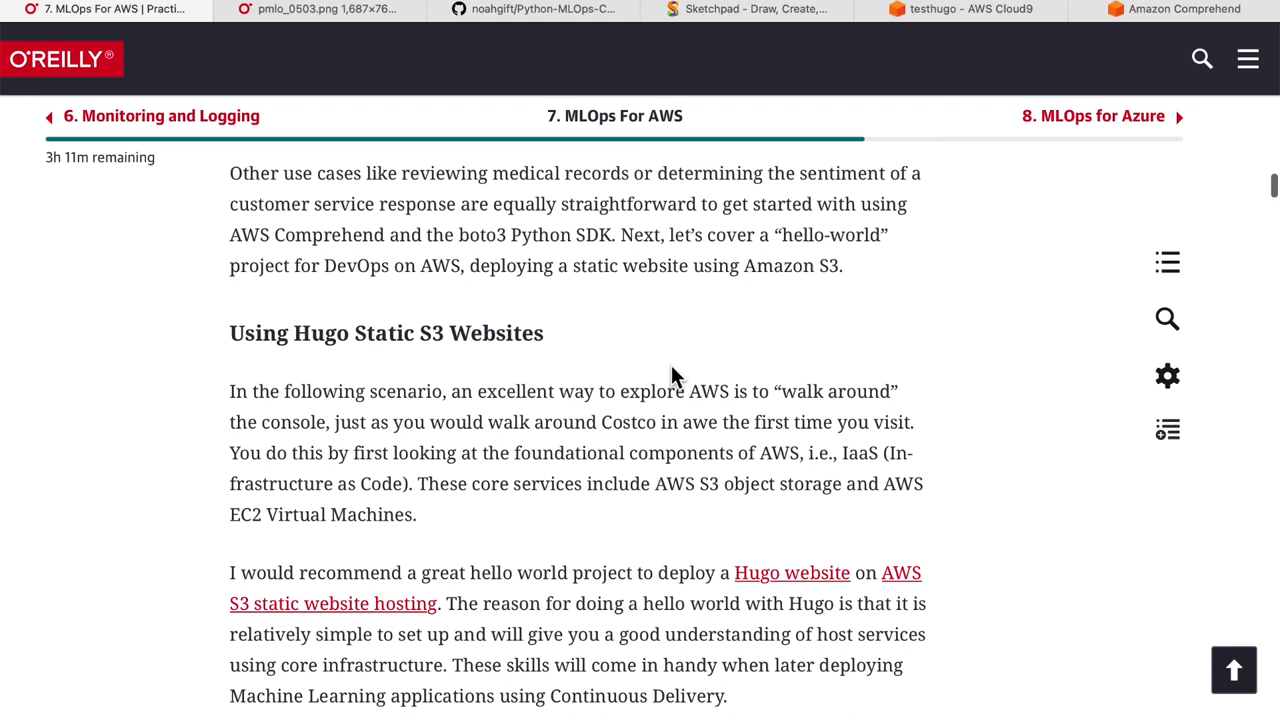 7. MLOps For AWS | Practi...
pmlo_0503.png 1,687×76...
noahgift/Python-MLOps-C...
Sketchpad - Draw, Create,...
testhugo - AWS Cloud9
Amazon Comprehend
O'REILLY®
6. Monitoring and Logging
7. MLOps For AWS
8. MLOps for Azure
3h 11m remaining
Other use cases like reviewing medical records or determining the sentiment of a
customer service response are equally straightforward to get started with using
AWS Comprehend and the boto3 Python SDK. Next, let’s cover a “hello-world”
project for DevOps on AWS, deploying a static website using Amazon S3.
Using Hugo Static S3 Websites
In the following scenario, an excellent way to explore AWS is to “walk around”
the console, just as you would walk around Costco in awe the first time you visit.
You do this by first looking at the foundational components of AWS, i.e., IaaS (In-
frastructure as Code). These core services include AWS S3 object storage and AWS
EC2 Virtual Machines.
I would recommend a great hello world project to deploy a Hugo website on AWS
S3 static website hosting. The reason for doing a hello world with Hugo is that it is
relatively simple to set up and will give you a good understanding of host services
using core infrastructure. These skills will come in handy when later deploying
Machine Learning applications using Continuous Delivery.